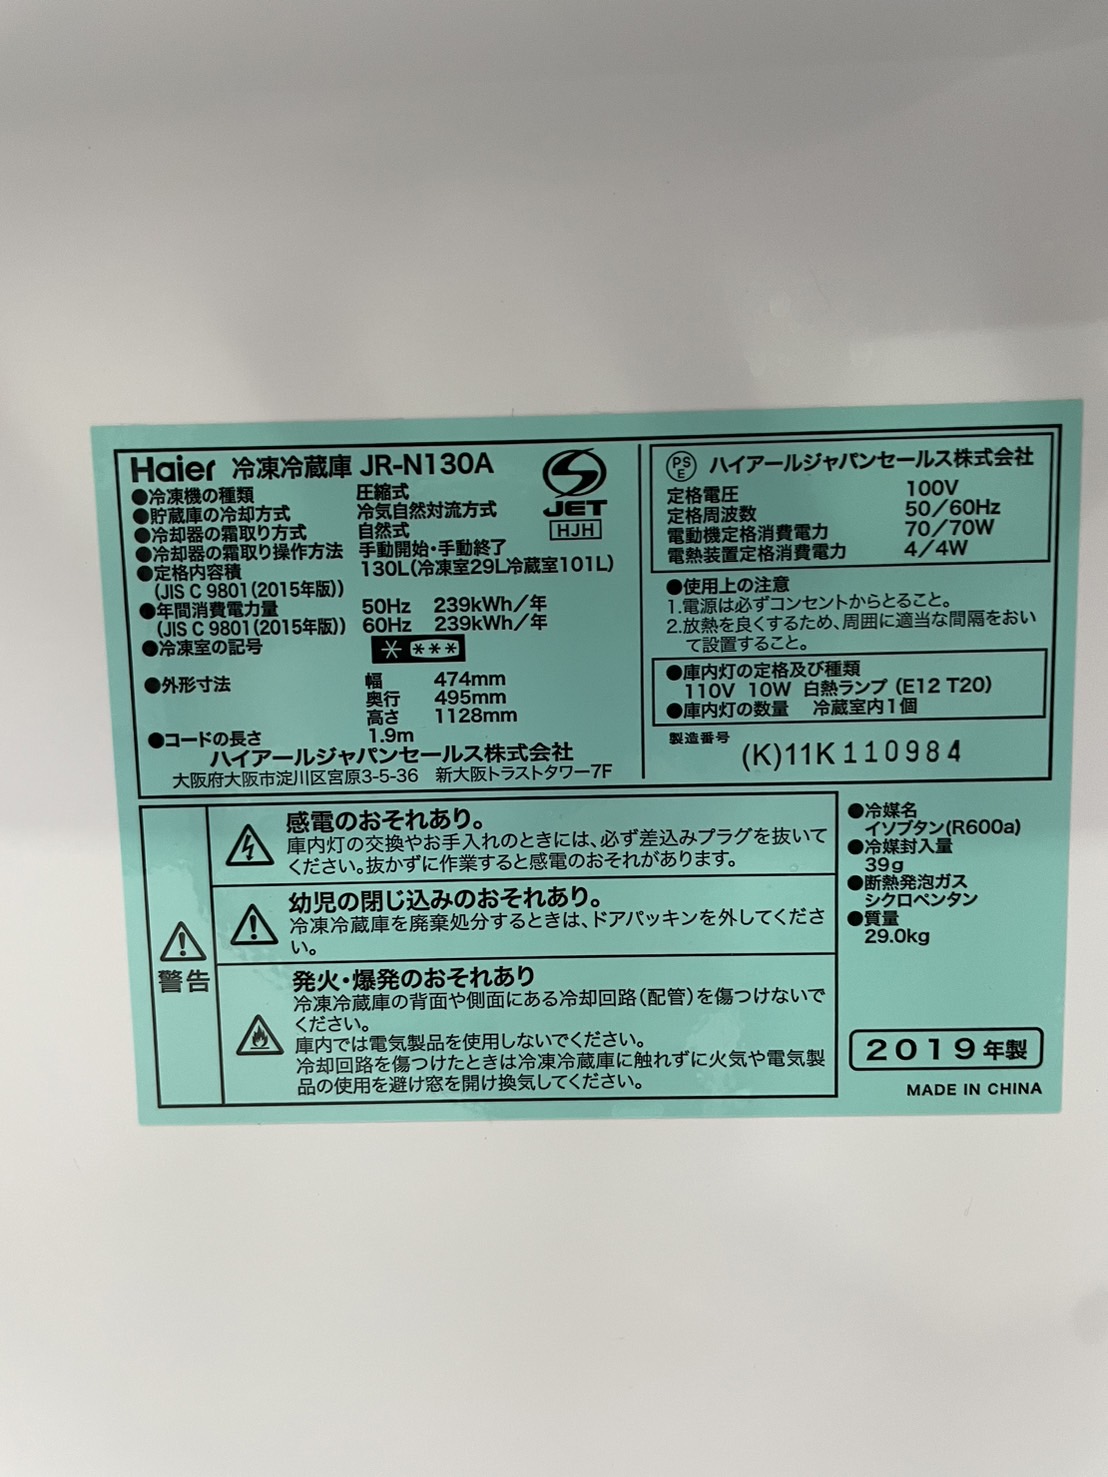 Haier 冷凍冷蔵庫 JR-N130A
●冷凍機の種類 圧縮式
●貯蔵庫の冷却方式 冷気自然対流方式
●冷却器の霜取り方式 自然式
●冷却器の霜取り操作方法 手動開始・手動終了
●定格内容積 130L(冷凍室29L冷蔵室101L)
(JIS C 9801(2015年版))
●年間消費電力量 50Hz 239kWh/年
(JIS C 9801(2015年版)) 60Hz 239kWh/年
●冷凍室の記号 * ***
●外形寸法 幅 474mm
奥行 495mm
高さ 1128mm
●コードの長さ 1.9m
ハイアールジャパンセールス株式会社
大阪府大阪市淀川区宮原3-5-36 新大阪トラストタワー7F
S
JET
HJH
PSE ハイアールジャパンセールス株式会社
定格電圧 100V
定格周波数 50/60Hz
電動機定格消費電力 70/70W
電熱装置定格消費電力 4/4W
●使用上の注意
1.電源は必ずコンセントからとること。
2.放熱を良くするため、周囲に適当な間隔をおい
て設置すること。
●庫内灯の定格及び種類
110V 10W 白熱ランプ (E12 T20)
●庫内灯の数量 冷蔵室内1個
製造番号 (K)11K110984
警告
感電のおそれあり。
庫内灯の交換やお手入れのときには、必ず差込みプラグを抜いて
ください。抜かずに作業すると感電のおそれがあります。
幼児の閉じ込みのおそれあり。
冷凍冷蔵庫を廃棄処分するときは、ドアパッキンを外してくださ
い。
発火・爆発のおそれあり
冷凍冷蔵庫の背面や側面にある冷却回路(配管)を傷つけないで
ください。
庫内では電気製品を使用しないでください。
冷却回路を傷つけたときは冷凍冷蔵庫に触れずに火気や電気製
品の使用を避け窓を開け換気してください。
●冷媒名
イソブタン(R600a)
●冷媒封入量
39g
●断熱発泡ガス
シクロペンタン
●質量
29.0kg
2019年製
MADE IN CHINA